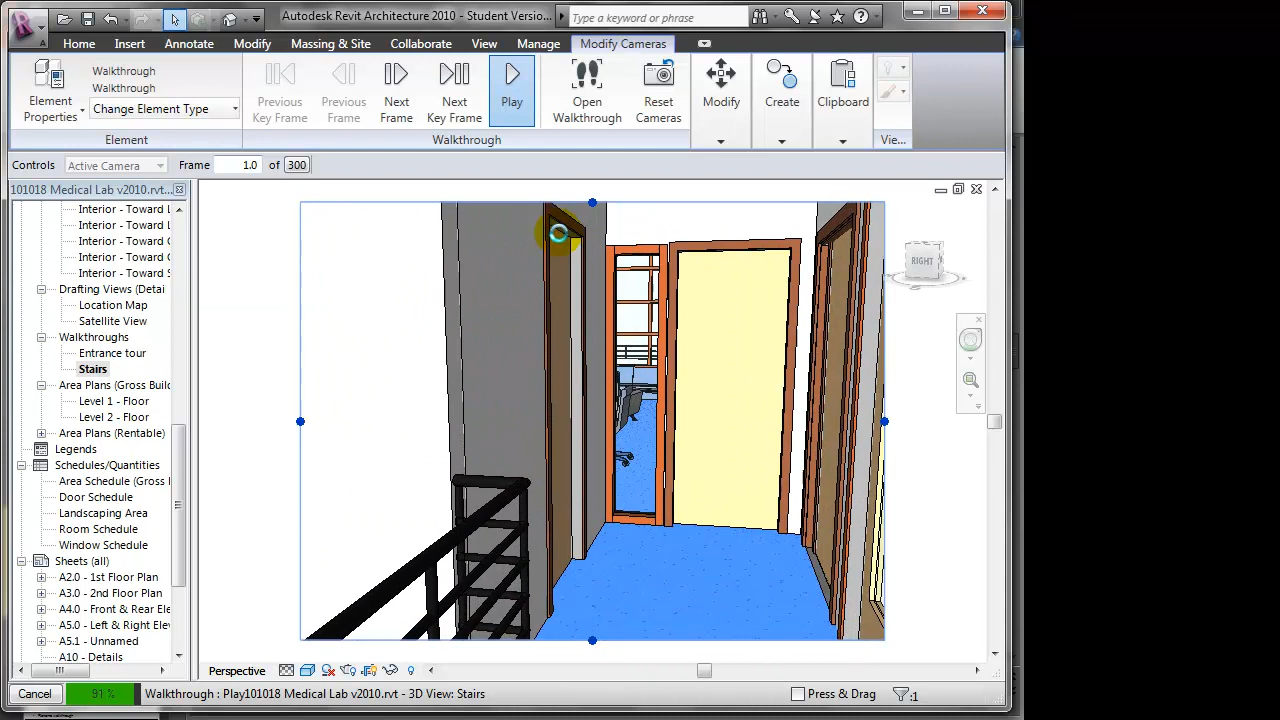 Autodesk Revit Architecture 2010 - Student Versio...
Type a keyword or phrase
Home Insert Annotate Modify Massing & Site Collaborate View Manage Modify Cameras
Element Properties
Walkthrough
Walkthrough
Change Element Type
Previous Key Frame
Previous Frame
Next Frame
Next Key Frame
Play
Open Walkthrough
Reset Cameras
Modify
Create
Clipboard
Element
Walkthrough
Vie...
Controls Active Camera Frame 1.0 of 300
101018 Medical Lab v2010.rvt...
Interior - Toward L
Interior - Toward L
Interior - Toward C
Interior - Toward C
Interior - Toward S
Drafting Views (Detai
Location Map
Satellite View
Walkthroughs
Entrance tour
Stairs
Area Plans (Gross Buil
Level 1 - Floor
Level 2 - Floor
Area Plans (Rentable)
Legends
Schedules/Quantities
Area Schedule (Gross I
Door Schedule
Landscaping Area
Room Schedule
Window Schedule
Sheets (all)
A2.0 - 1st Floor Plan
A3.0 - 2nd Floor Plan
A4.0 - Front & Rear Ele
A5.0 - Left & Right Elev
A5.1 - Unnamed
A10 - Details
RIGHT
Perspective
Cancel 91 % Walkthrough : Play101018 Medical Lab v2010.rvt - 3D View: Stairs Press & Drag :1